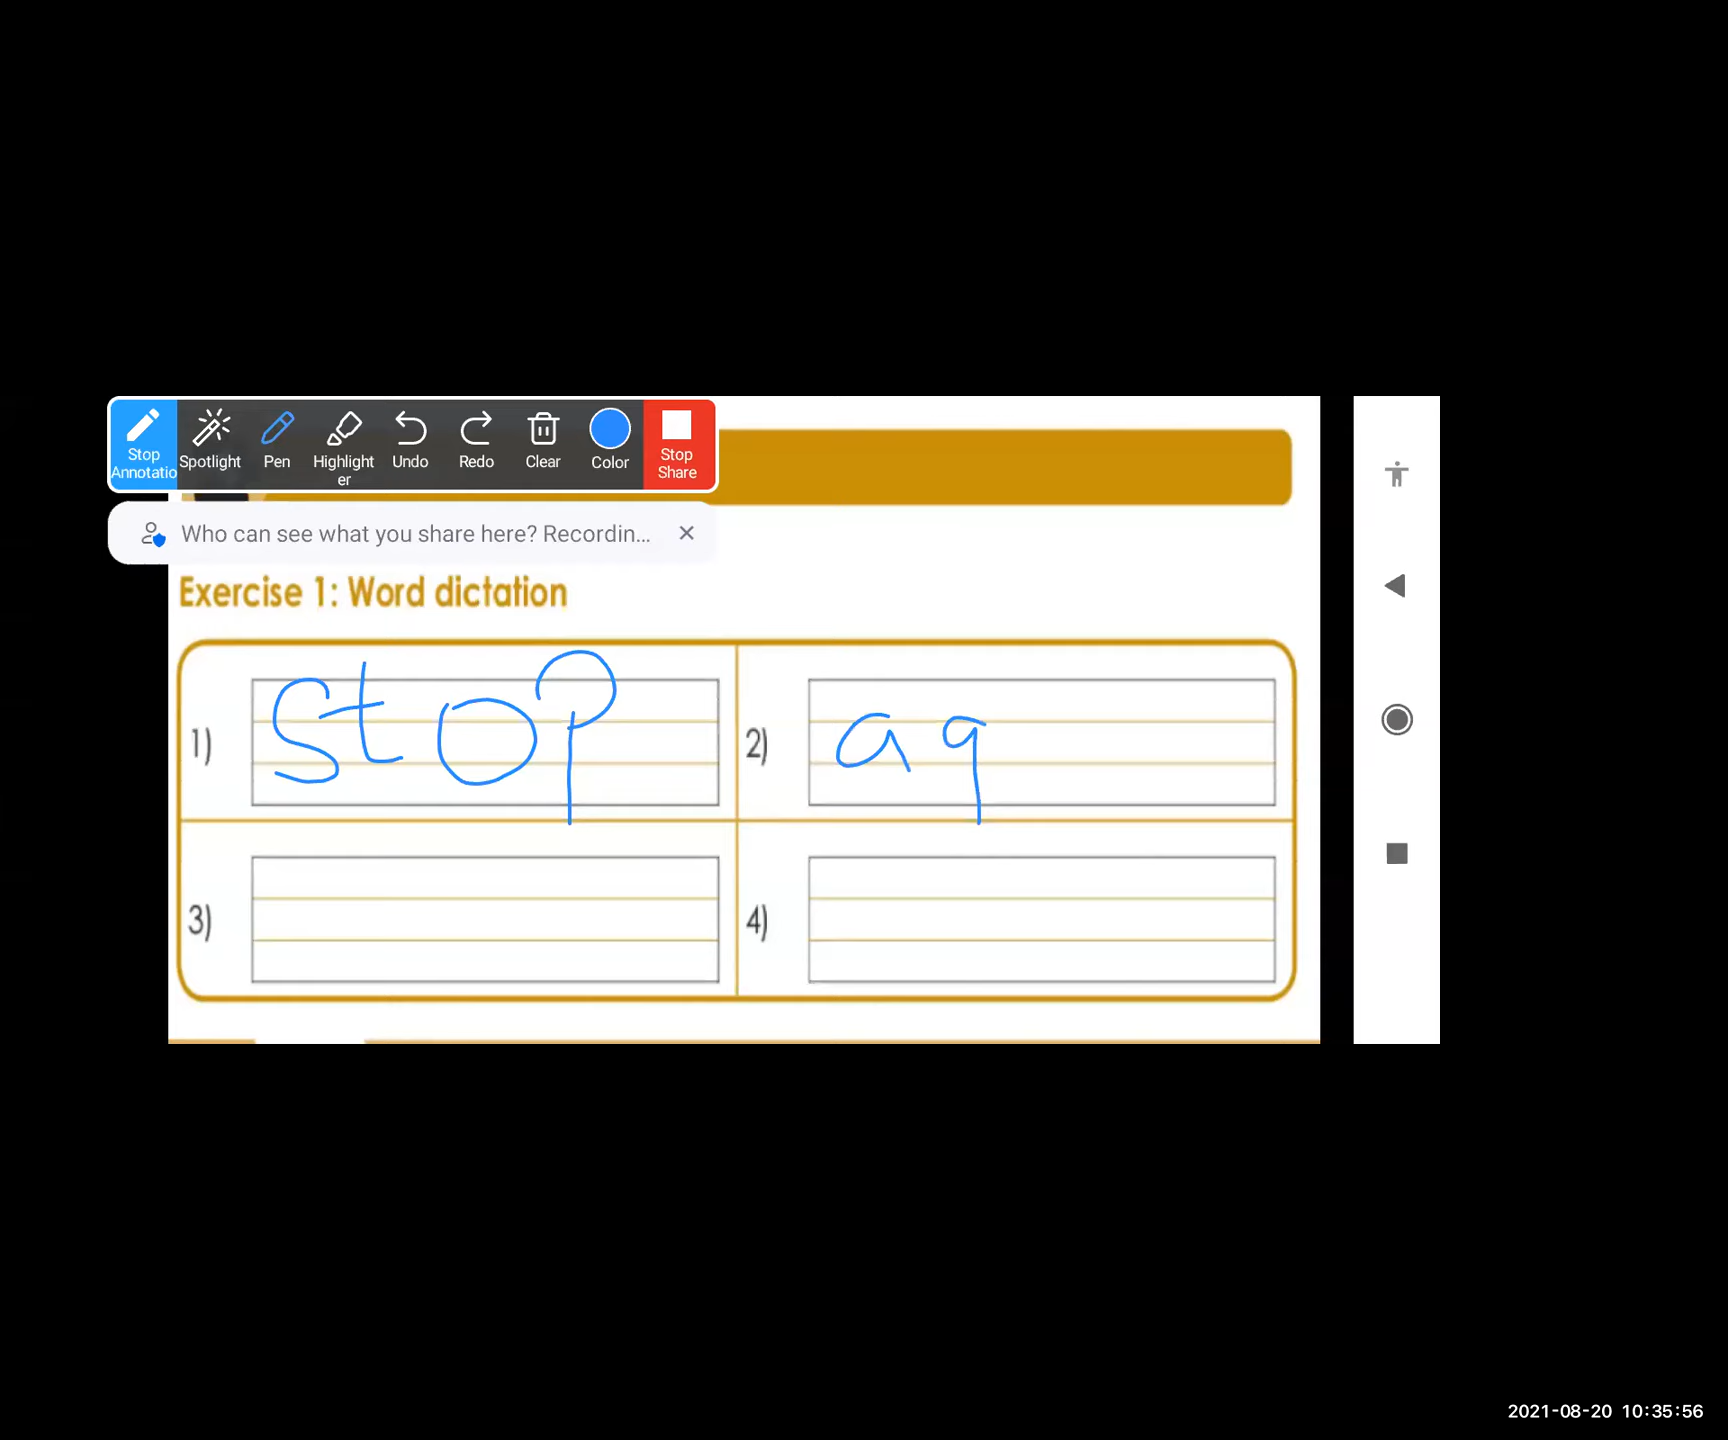 Stop
Annotatio
Spotlight
Pen
Highlight
er
Undo
Redo
Clear
Color
Stop
Share
Who can see what you share here? Recordin...
Exercise 1: Word dictation
1) stop
2) aq
3)
4)
2021-08-20 10:35:56